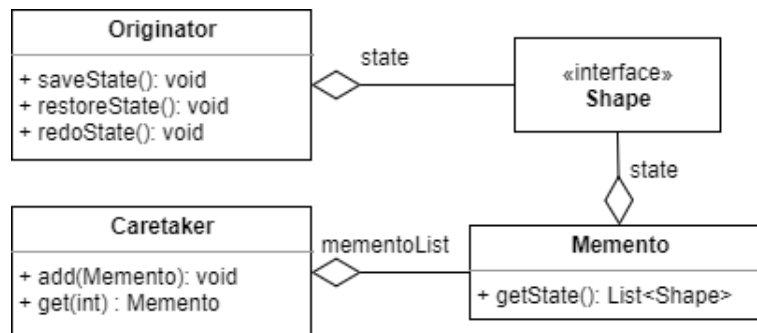 Originator
+ saveState(): void
+ restoreState(): void
+ redoState(): void
state
«interface»
Shape
state
Caretaker
+ add(Memento): void
+ get(int) : Memento
mementoList
Memento
+ getState(): List<Shape>